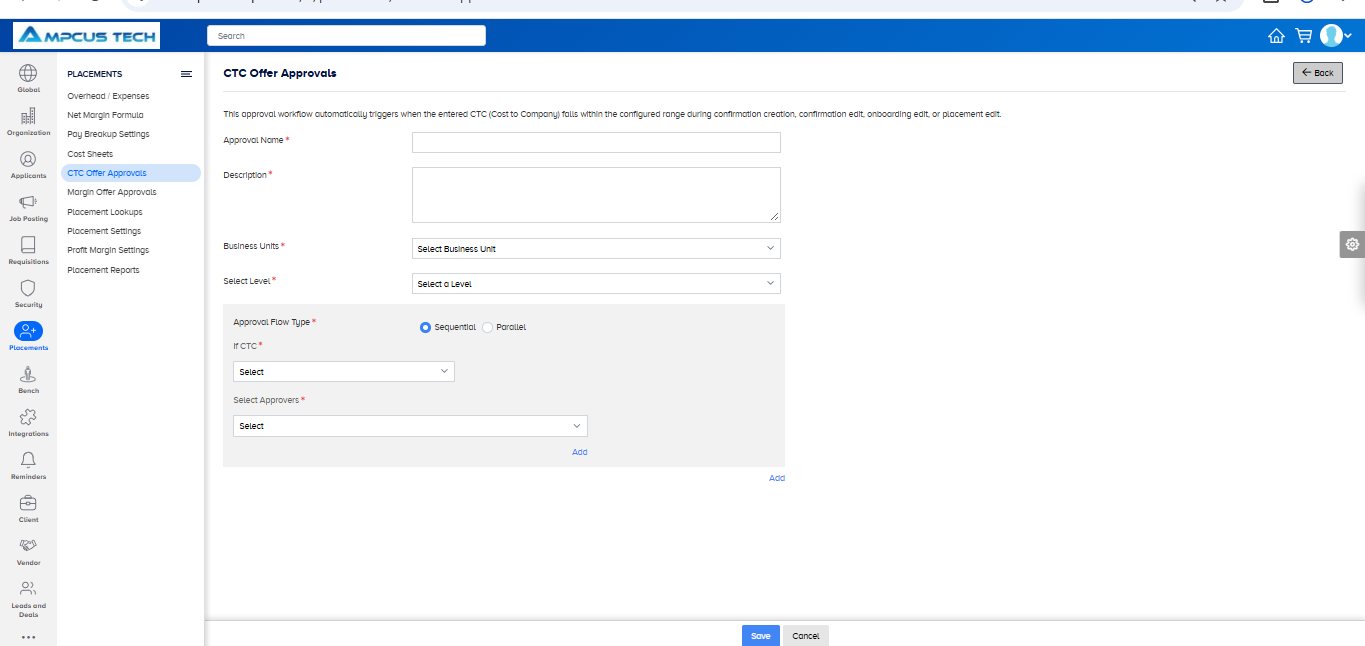 AMPCUS TECH
Search
Global
Organization
Applicants
Job Posting
Requisitions
Security
Placements
Bench
Integrations
Reminders
Client
Vendor
Leads and
Deals
PLACEMENTS
Overhead / Expenses
Net Margin Formula
Pay Breakup Settings
Cost Sheets
CTC Offer Approvals
Margin Offer Approvals
Placement Lookups
Placement Settings
Profit Margin Settings
Placement Reports
CTC Offer Approvals
Back
This approval workflow automatically triggers when the entered CTC (Cost to Company) falls within the configured range during confirmation creation, confirmation edit, onboarding edit, or placement edit.
Approval Name *
Description *
Business Units *
Select Business Unit
Select Level *
Select a Level
Approval Flow Type *
Sequential Parallel
If CTC *
Select
Select Approvers *
Select
Add
Add
Save Cancel